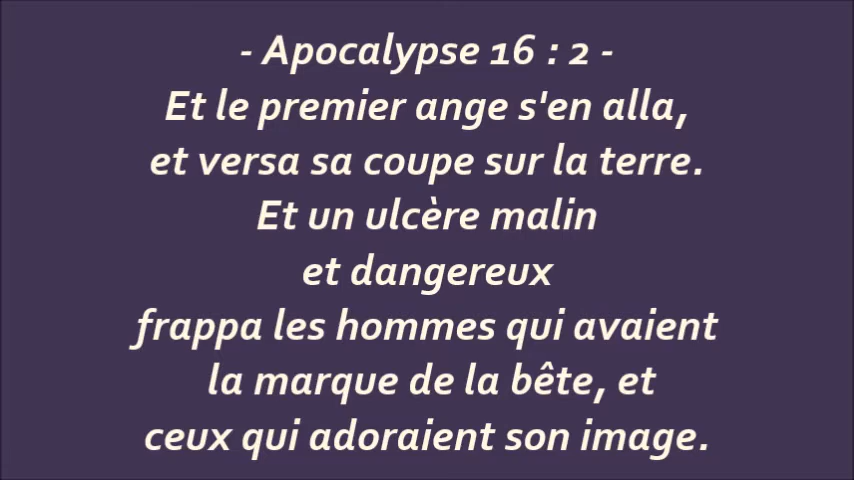 - Apocalypse 16 : 2 -
Et le premier ange s'en alla,
et versa sa coupe sur la terre.
Et un ulcère malin
et dangereux
frappa les hommes qui avaient
la marque de la bête, et
ceux qui adoraient son image.